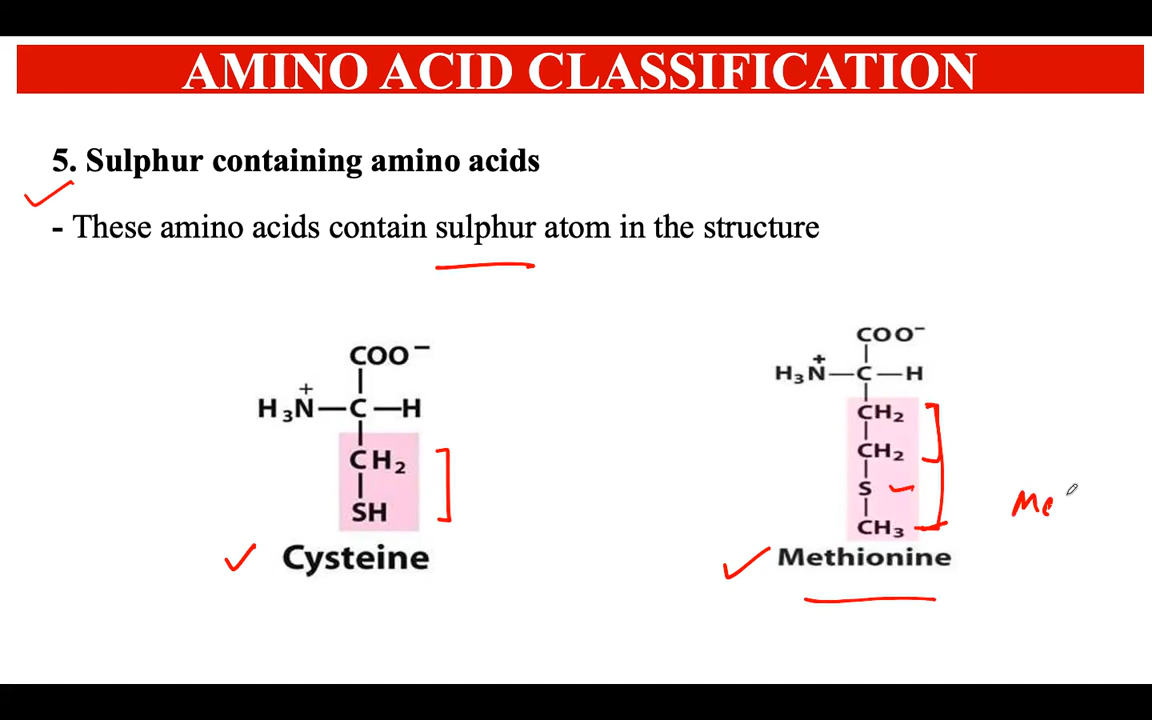 AMINO ACID CLASSIFICATION
5. Sulphur containing amino acids
- These amino acids contain sulphur atom in the structure
COO⁻
H₃N⁺—C—H
CH₂
SH
Cysteine
COO⁻
H₃N⁺—C—H
CH₂
CH₂
S
CH₃
Methionine
Me